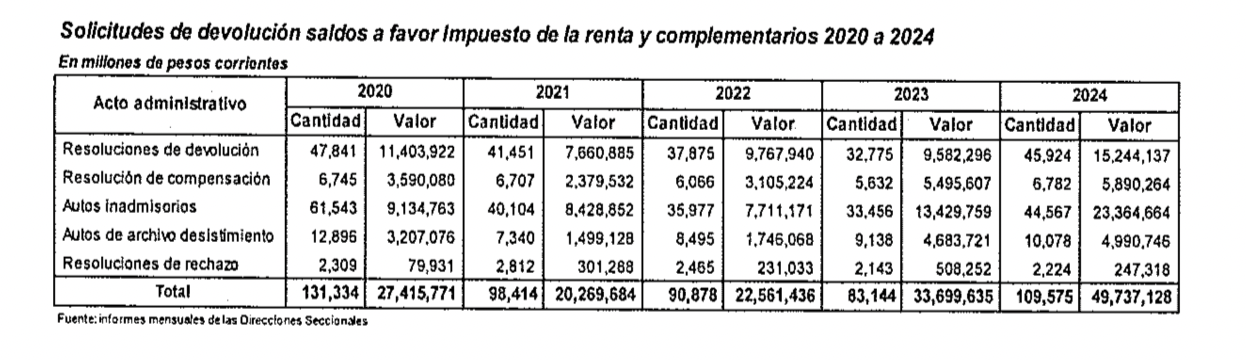 Solicitudes de devolución saldos a favor Impuesto de la renta y complementarios 2020 a 2024
En millones de pesos corrientes
Acto administrativo 2020 2021 2022 2023 2024
Cantidad Valor Cantidad Valor Cantidad Valor Cantidad Valor Cantidad Valor
Resoluciones de devolución 47,841 11,403,922 41,451 7,660,885 37,875 9,767,940 32,775 9,582,296 45,924 15,244,137
Resolución de compensación 6,745 3,590,080 6,707 2,379,532 6,066 3,105,224 5,632 5,495,607 6,782 5,890,264
Autos inadmisorios 61,543 9,134,763 40,104 8,428,852 35,977 7,711,171 33,456 13,429,759 44,567 23,364,664
Autos de archivo desistimiento 12,896 3,207,076 7,340 1,499,128 8,495 1,746,068 9,138 4,683,721 10,078 4,990,746
Resoluciones de rechazo 2,309 79,931 2,812 301,288 2,465 231,033 2,143 508,252 2,224 247,318
Total 131,334 27,415,771 98,414 20,269,684 90,878 22,561,436 83,144 33,699,635 109,575 49,737,128
Fuente: informes mensuales de las Direcciones Seccionales